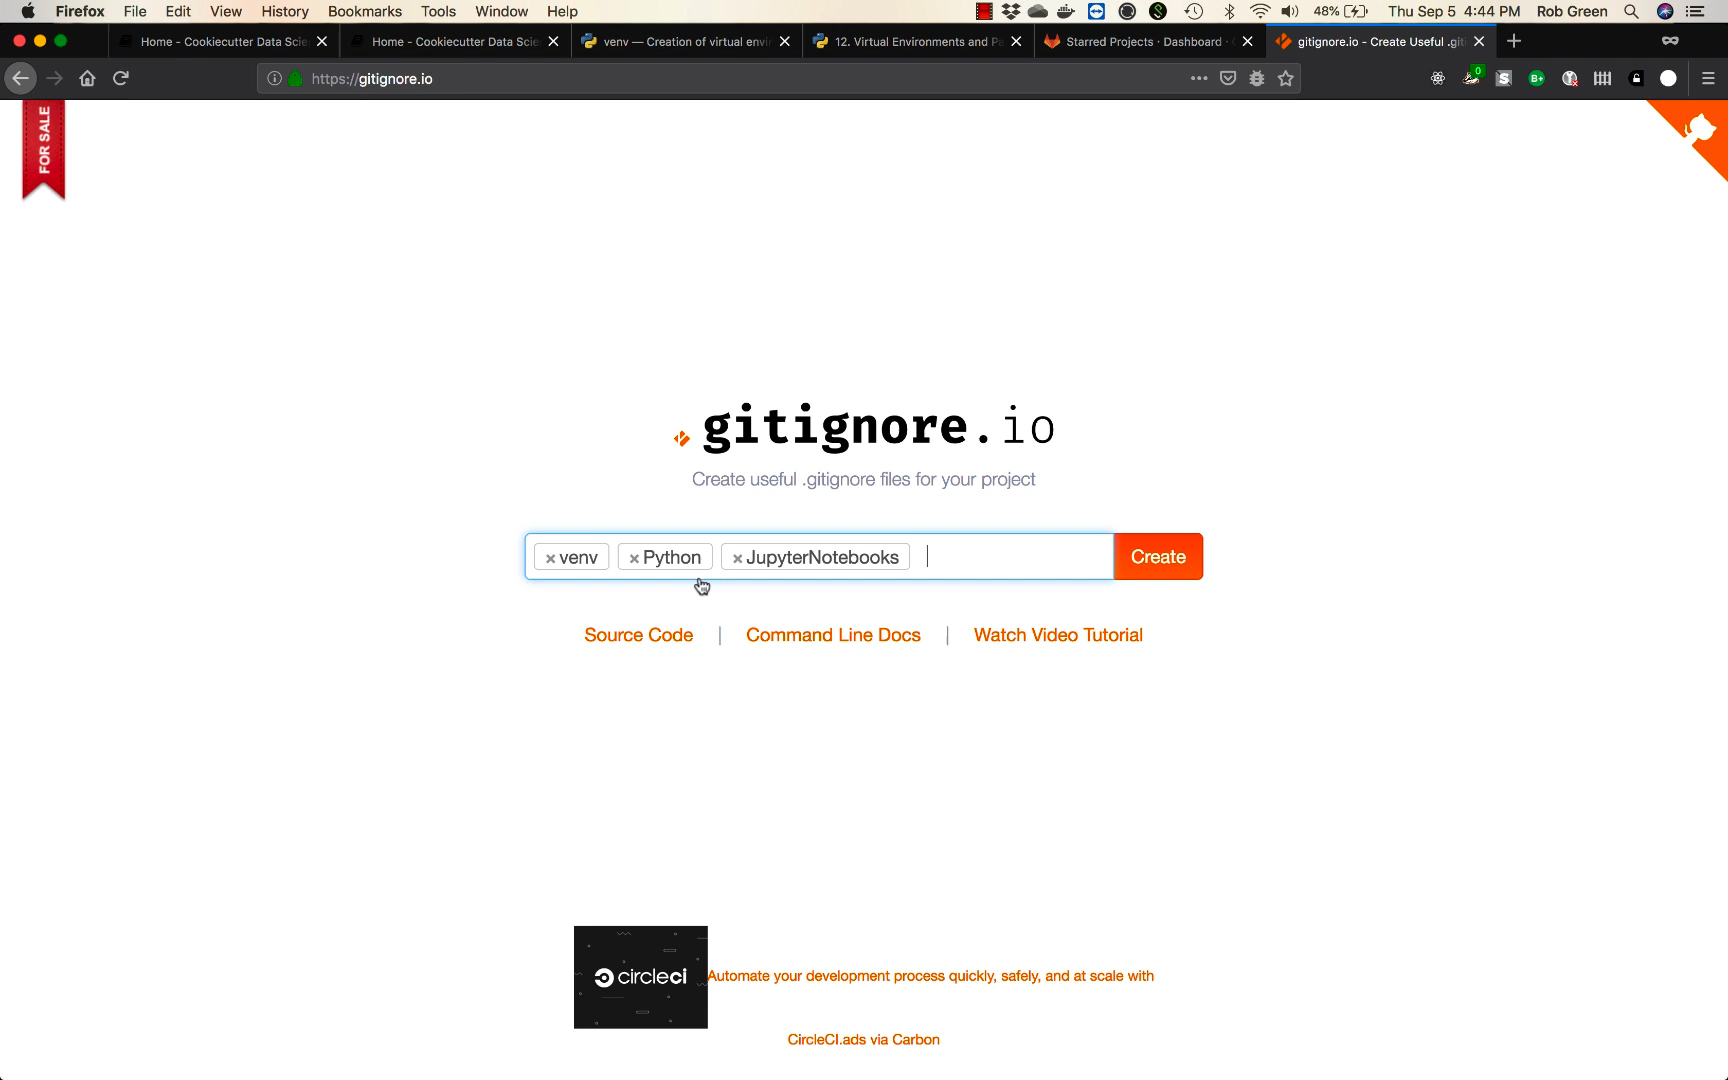 Firefox File Edit View History Bookmarks Tools Window Help 48% Thu Sep 5 4:44 PM Rob Green
Home - Cookiecutter Data Scie Home - Cookiecutter Data Scie venv — Creation of virtual envi 12. Virtual Environments and Pa Starred Projects · Dashboard · gitignore.io - Create Useful .git
https://gitignore.io 0 S B+
FOR SALE
gitignore.io
Create useful .gitignore files for your project
× venv × Python × JupyterNotebooks Create
Source Code | Command Line Docs | Watch Video Tutorial
circleci Automate your development process quickly, safely, and at scale with
CircleCI.ads via Carbon